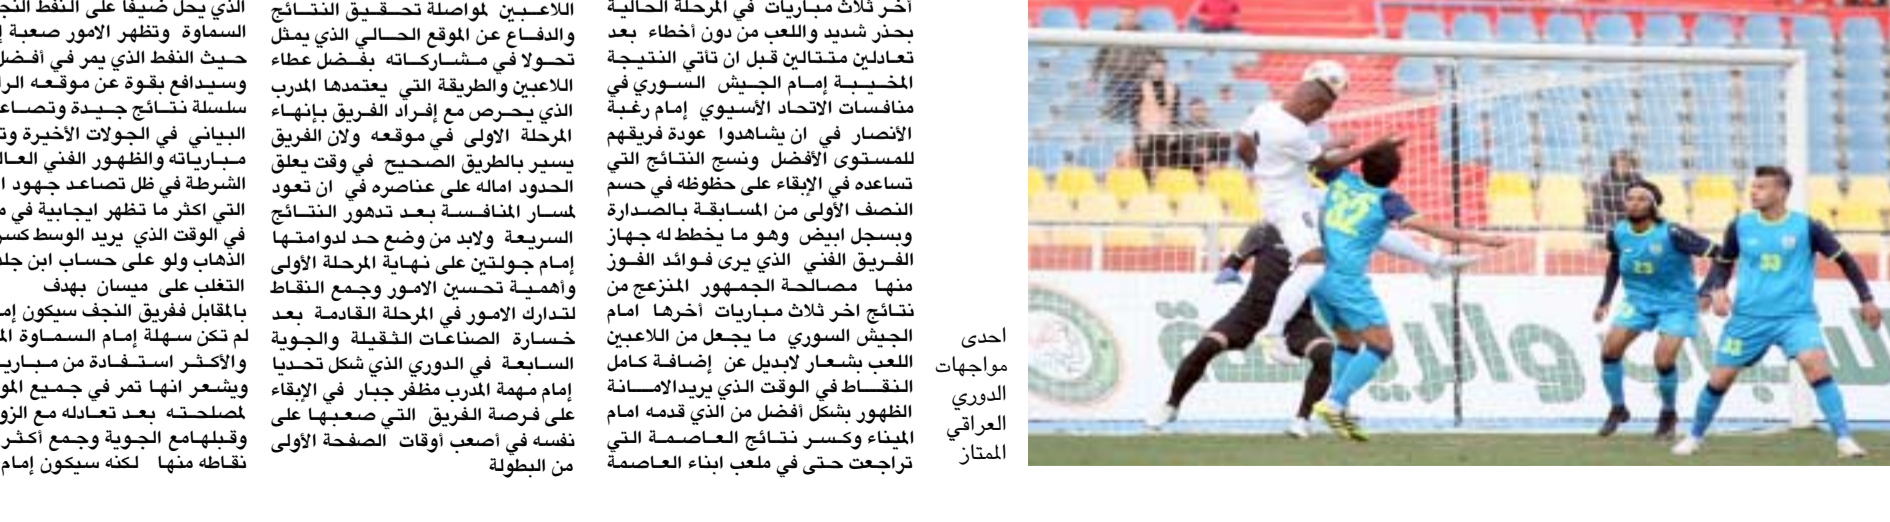 احدى
مواجهات
الدوري
العراقي
الممتاز
أخر ثلاث مباريات في المرحلة الحالية
بحذر شديد واللعب من دون أخطاء بعد
تعادلين متتالين قبل ان تأتي النتيجة
المخيبة إمام الجيش السوري في
منافسات الاتحاد الأسيوي إمام رغبة
الأنصار في ان يشاهدوا عودة فريقهم
للمستوى الأفضل ونسج النتائج التي
تساعده في الإبقاء على حظوظه في حسم
النصف الأولى من المسابقة بالصدارة
وبسجل ابيض وهو ما يخطط له جهاز
الفريق الفني الذي يرى فوائد الفوز
منها مصالحة الجمهور المنزعج من
نتائج اخر ثلاث مباريات أخرها امام
الجيش السوري ما يجعل من اللاعبين
اللعب بشعار لابديل عن إضافة كامل
النقاط في الوقت الذي يريدالامانة
الظهور بشكل أفضل من الذي قدمه امام
الميناء وكسر نتائج العاصمة التي
تراجعت حتى في ملعب ابناء العاصمة
اللاعبين لمواصلة تحقيق النتائج
والدفاع عن الموقع الحالي الذي يمثل
تحولا في مشاركاته بفضل عطاء
اللاعبين والطريقة التي يعتمدها المدرب
الذي يحرص مع إفراد الفريق بإنهاء
المرحلة الاولى في موقعه ولان الفريق
يسير بالطريق الصحيح في وقت يعلق
الحدود اماله على عناصره في ان تعود
لمسار المنافسة بعد تدهور النتائج
السريعة ولابد من وضع حد لدوامتها
إمام جولتين على نهاية المرحلة الأولى
وأهمية تحسين الامور وجمع النقاط
لتدارك الامور في المرحلة القادمة بعد
خسارة الصناعات الثقيلة والجوية
السابعة في الدوري الذي شكل تحديا
إمام مهمة المدرب مظفر جبار في الإبقاء
على فرصة الفريق التي صعبها على
نفسه في أصعب أوقات الصفحة الأولى
من البطولة
الذي يحل ضيفا على النفط
السماوة وتظهر الامور صعبة
حيث النفط الذي يمر في أفضل
وسيدافع بقوة عن موقعه
سلسلة نتائج جيدة
البياني في الجولات الأخيرة
مبارياته والظهور الفني
الشرطة في ظل تصاعد جهود
التي اكثر ما تظهر ايجابية في
في الوقت الذي يريد الوسط كسر
الذهاب ولو على حساب ابن
التغلب على ميسان بهدف
بالمقابل ففريق النجف سيكون
لم تكن سهلة إمام السماوة
والأكثر استفادة من
ويشعر انها تمر في جميع
لمصلحته بعد تعادله مع
وقبلهامع الجوية وجمع أكثر
نقاطه منها لكنه سيكون إمام
32
23
33
33